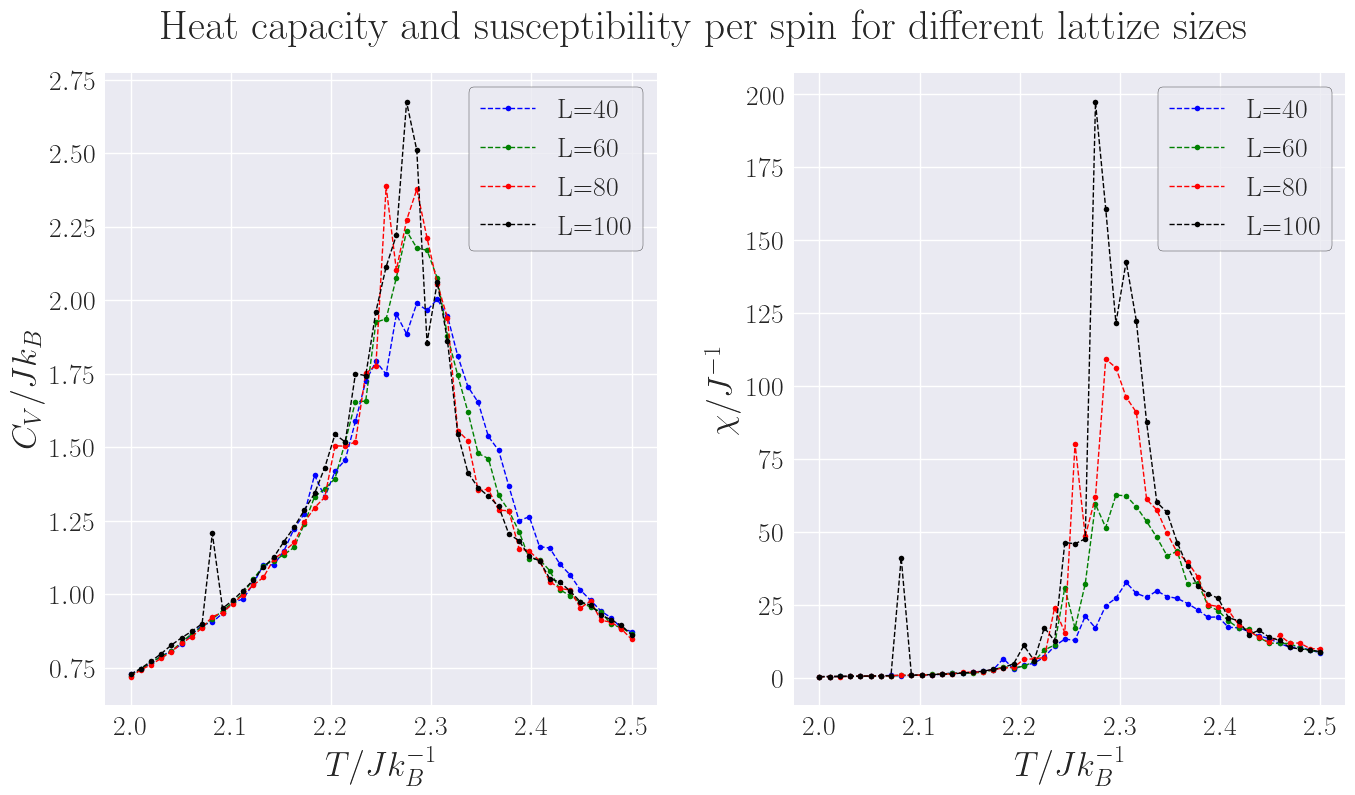 Heat capacity and susceptibility per spin for different lattize sizes
2.75
2.50
2.25
2.00
1.75
1.50
1.25
1.00
0.75
C_V/Jk_B
2.0 2.1 2.2 2.3 2.4 2.5
T/Jk_B^{-1}
L=40
L=60
L=80
L=100
200
175
150
125
100
75
50
25
0
χ/J^{-1}
2.0 2.1 2.2 2.3 2.4 2.5
T/Jk_B^{-1}
L=40
L=60
L=80
L=100